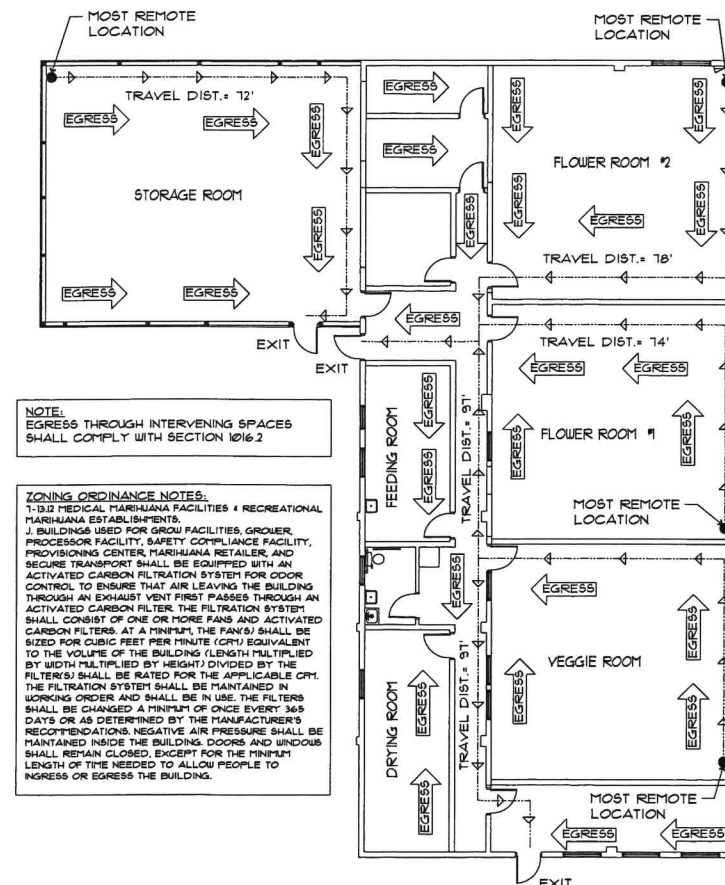 MOST REMOTE
LOCATION
MOST REMOTE
LOCATION
TRAVEL DIST.= 72'
EGRESS
EGRESS
EGRESS
EGRESS
STORAGE ROOM
EGRESS
EGRESS
EXIT
EGRESS
EGRESS
EGRESS
EGRESS
EXIT
EGRESS
EGRESS
FLOWER ROOM #2
EGRESS
EGRESS
EGRESS
TRAVEL DIST.= 78'
TRAVEL DIST.= 74'
EGRESS
EGRESS
FLOWER ROOM #1
EGRESS
EGRESS
MOST REMOTE
LOCATION
NOTE:
EGRESS THROUGH INTERVENING SPACES
SHALL COMPLY WITH SECTION 1016.2
FEEDING ROOM
EGRESS
EGRESS
TRAVEL DIST.= 97'
ZONING ORDINANCE NOTES:
7-13.12 MEDICAL MARIHUANA FACILITIES & RECREATIONAL
MARIHUANA ESTABLISHMENTS.
J. BUILDINGS USED FOR GROW FACILITIES, GROWER,
PROCESSOR FACILITY, SAFETY COMPLIANCE FACILITY,
PROVISIONING CENTER, MARIHUANA RETAILER, AND
SECURE TRANSPORT SHALL BE EQUIPPED WITH AN
ACTIVATED CARBON FILTRATION SYSTEM FOR ODOR
CONTROL TO ENSURE THAT AIR LEAVING THE BUILDING
THROUGH AN EXHAUST VENT FIRST PASSES THROUGH AN
ACTIVATED CARBON FILTER. THE FILTRATION SYSTEM
SHALL CONSIST OF ONE OR MORE FANS AND ACTIVATED
CARBON FILTERS. AT A MINIMUM, THE FAN(S) SHALL BE
SIZED FOR CUBIC FEET PER MINUTE (CFM) EQUIVALENT
TO THE VOLUME OF THE BUILDING (LENGTH MULTIPLIED
BY WIDTH MULTIPLIED BY HEIGHT) DIVIDED BY THE
FILTER(S) SHALL BE RATED FOR THE APPLICABLE CFM.
THE FILTRATION SYSTEM SHALL BE MAINTAINED IN
WORKING ORDER AND SHALL BE IN USE. THE FILTERS
SHALL BE CHANGED A MINIMUM OF ONCE EVERY 365
DAYS OR AS DETERMINED BY THE MANUFACTURER'S
RECOMMENDATIONS. NEGATIVE AIR PRESSURE SHALL BE
MAINTAINED INSIDE THE BUILDING. DOORS AND WINDOWS
SHALL REMAIN CLOSED, EXCEPT FOR THE MINIMUM
LENGTH OF TIME NEEDED TO ALLOW PEOPLE TO
INGRESS OR EGRESS THE BUILDING.
EGRESS
DRYING ROOM
EGRESS
EGRESS
TRAVEL DIST.= 97'
EGRESS
EGRESS
VEGGIE ROOM
EGRESS
EGRESS
MOST REMOTE
LOCATION
EGRESS
EGRESS
EXIT